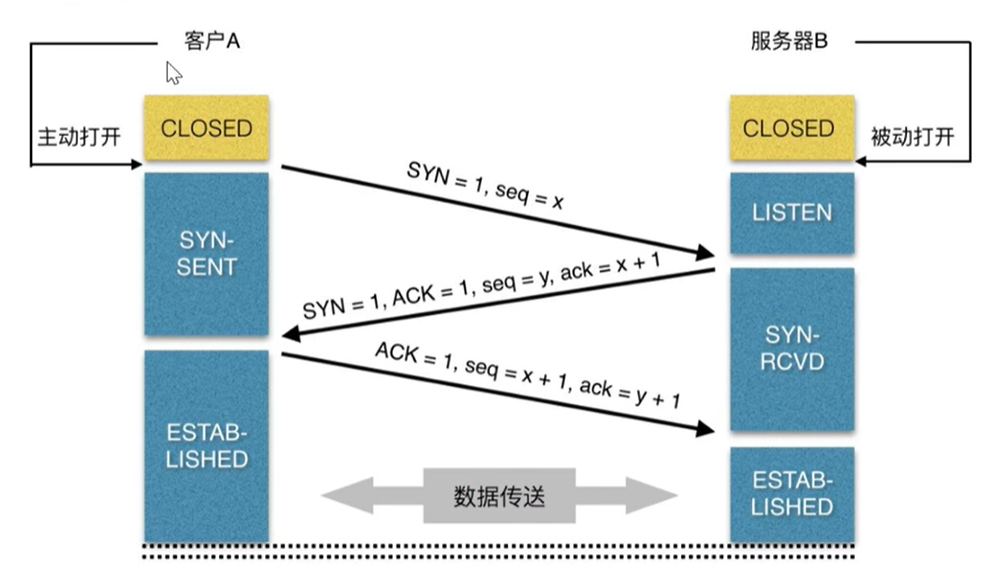 客户A
服务器B
主动打开
CLOSED
CLOSED
被动打开
SYN = 1, seq = x
SYN-
SENT
LISTEN
SYN = 1, ACK = 1, seq = y, ack = x + 1
SYN-
RCVD
ACK = 1, seq = x + 1, ack = y + 1
ESTAB-
LISHED
数据传送
ESTAB-
LISHED